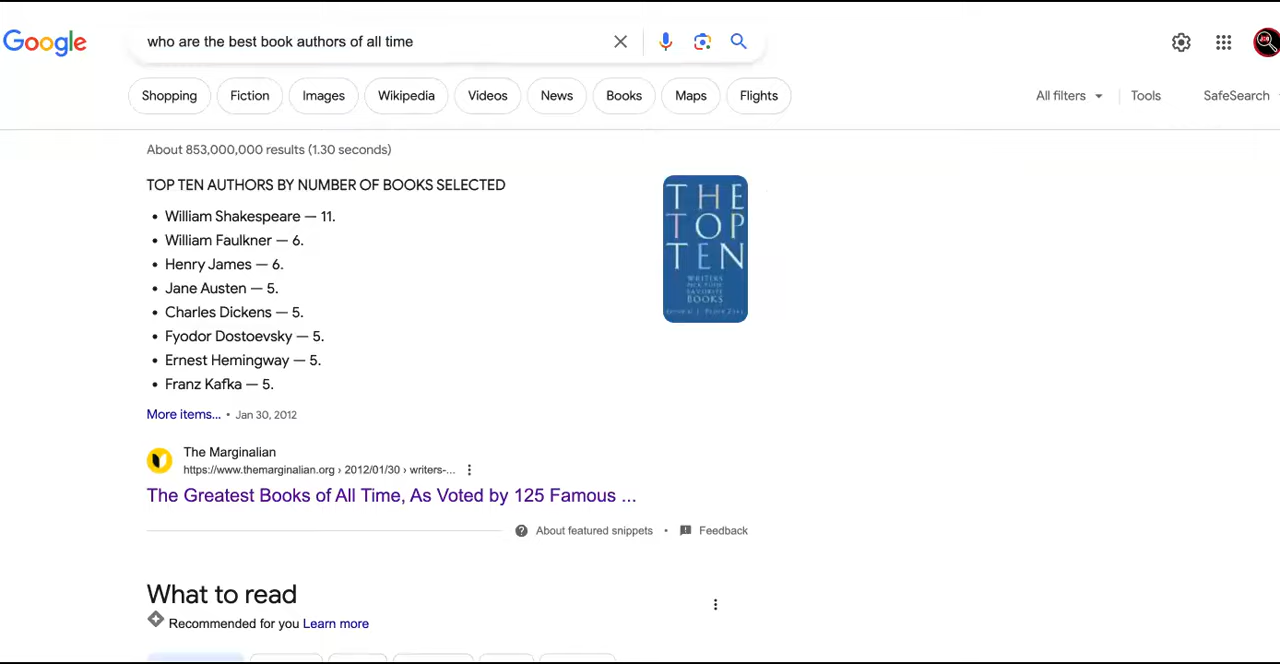 Google
who are the best book authors of all time
Shopping Fiction Images Wikipedia Videos News Books Maps Flights
All filters Tools SafeSearch
About 853,000,000 results (1.30 seconds)
TOP TEN AUTHORS BY NUMBER OF BOOKS SELECTED
• William Shakespeare — 11.
• William Faulkner — 6.
• Henry James — 6.
• Jane Austen — 5.
• Charles Dickens — 5.
• Fyodor Dostoevsky — 5.
• Ernest Hemingway — 5.
• Franz Kafka — 5.
THE
TOP
TEN
WRITERS
PICK THEIR
FAVORITE
BOOKS
More items... • Jan 30, 2012
The Marginalian
https://www.themarginalian.org › 2012/01/30 › writers-...
The Greatest Books of All Time, As Voted by 125 Famous ...
About featured snippets • Feedback
What to read
Recommended for you Learn more